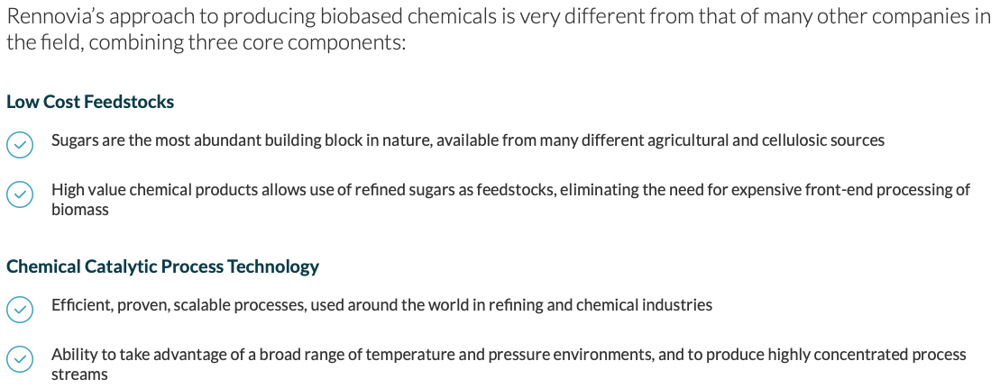 Rennovia's approach to producing biobased chemicals is very different from that of many other companies in
the field, combining three core components:
Low Cost Feedstocks
Sugars are the most abundant building block in nature, available from many different agricultural and cellulosic sources
High value chemical products allows use of refined sugars as feedstocks, eliminating the need for expensive front-end processing of
biomass
Chemical Catalytic Process Technology
Efficient, proven, scalable processes, used around the world in refining and chemical industries
Ability to take advantage of a broad range of temperature and pressure environments, and to produce highly concentrated process
streams